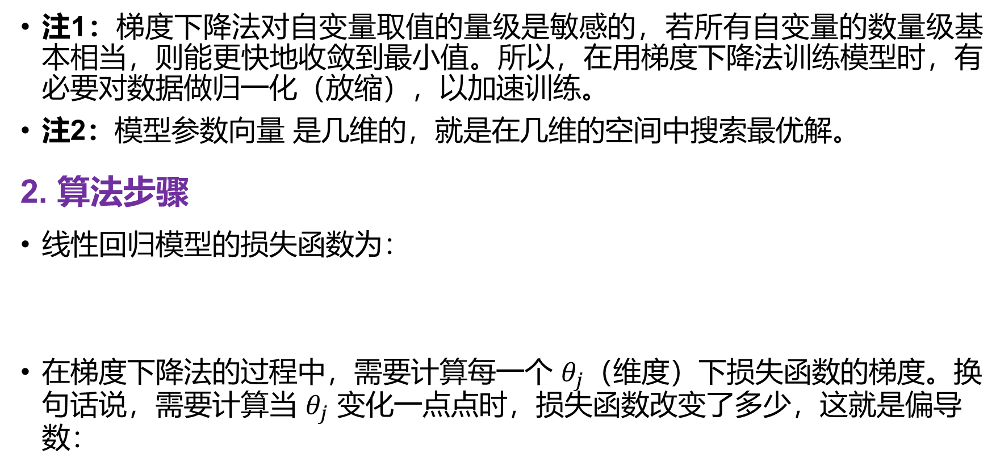 • 注1：梯度下降法对自变量取值的量级是敏感的，若所有自变量的数量级基
本相当，则能更快地收敛到最小值。所以，在用梯度下降法训练模型时，有
必要对数据做归一化（放缩），以加速训练。
• 注2：模型参数向量 是几维的，就是在几维的空间中搜索最优解。
2. 算法步骤
• 线性回归模型的损失函数为：
• 在梯度下降法的过程中，需要计算每一个 θj（维度）下损失函数的梯度。换
句话说，需要计算当 θj 变化一点点时，损失函数改变了多少，这就是偏导
数：